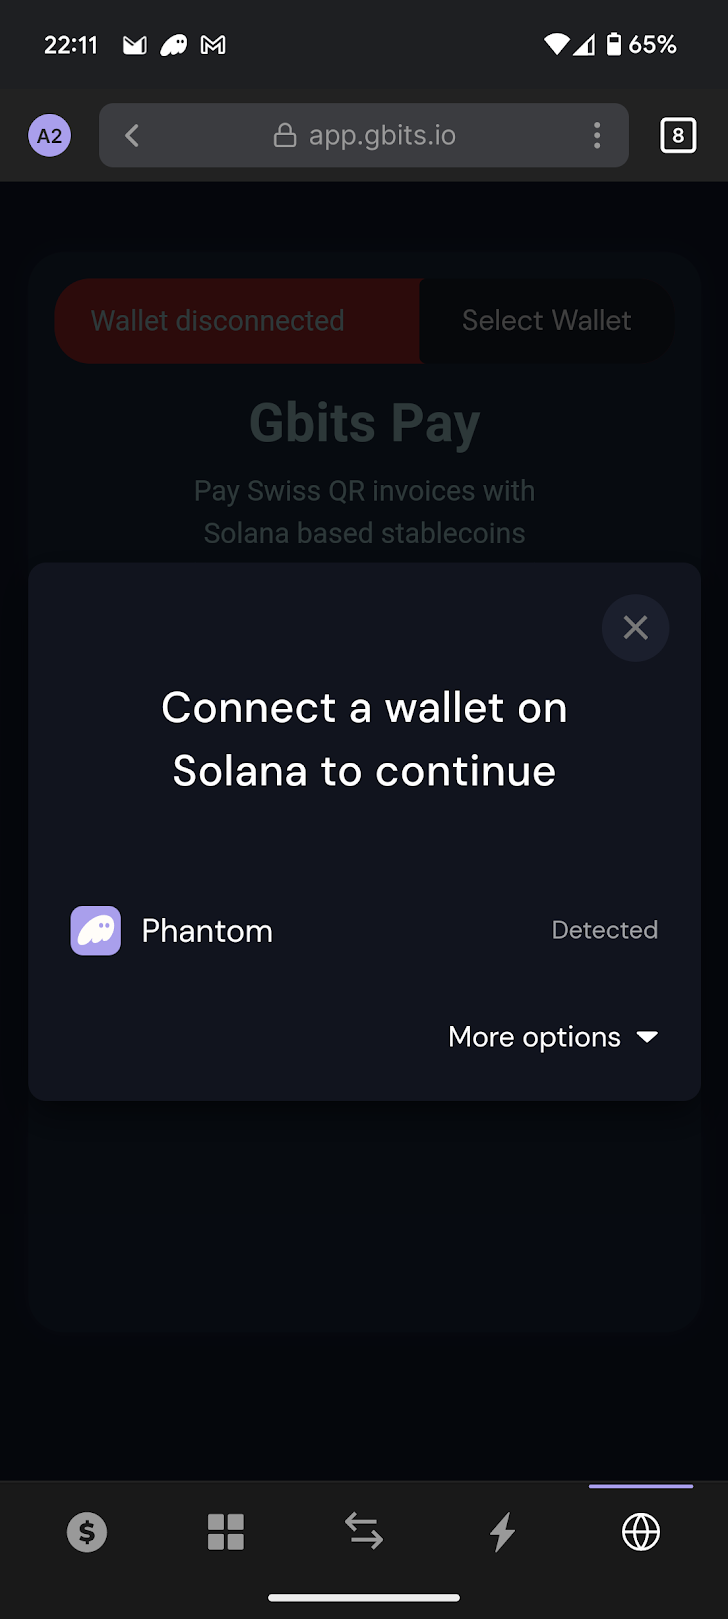 22:11
65%
A2
app.gbits.io
8
Wallet disconnected
Select Wallet
Gbits Pay
Pay Swiss QR invoices with
Solana based stablecoins
Connect a wallet on
Solana to continue
Phantom
Detected
More options